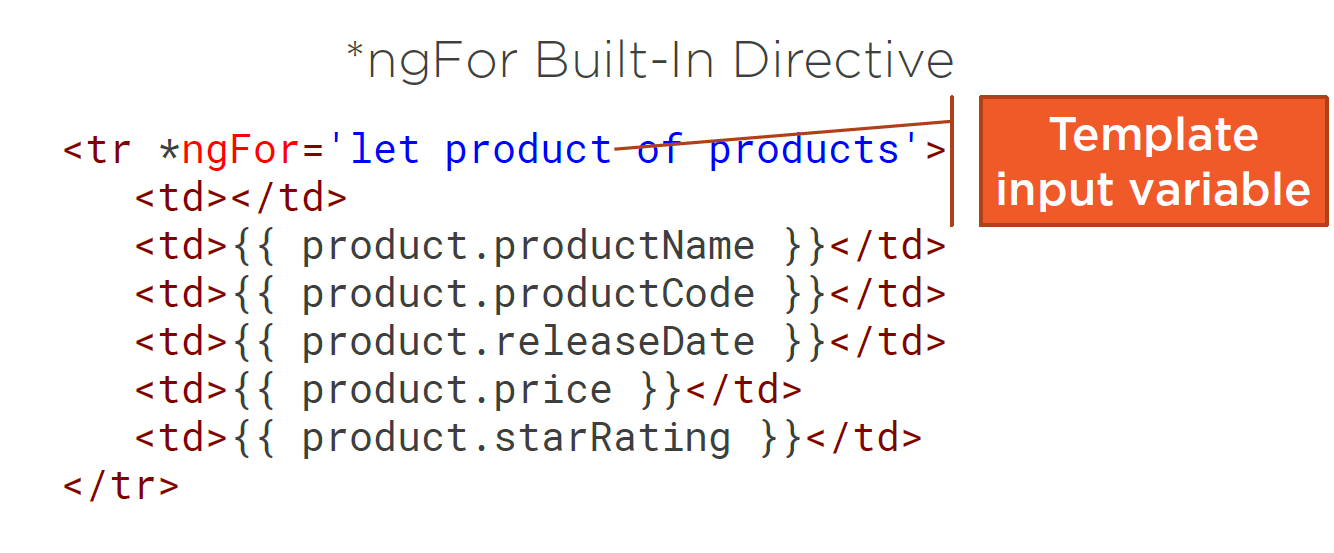 *ngFor Built-In Directive
<tr *ngFor='let product of products'>
<td></td>
<td>{{ product.productName }}</td>
<td>{{ product.productCode }}</td>
<td>{{ product.releaseDate }}</td>
<td>{{ product.price }}</td>
<td>{{ product.starRating }}</td>
</tr>
Template
input variable